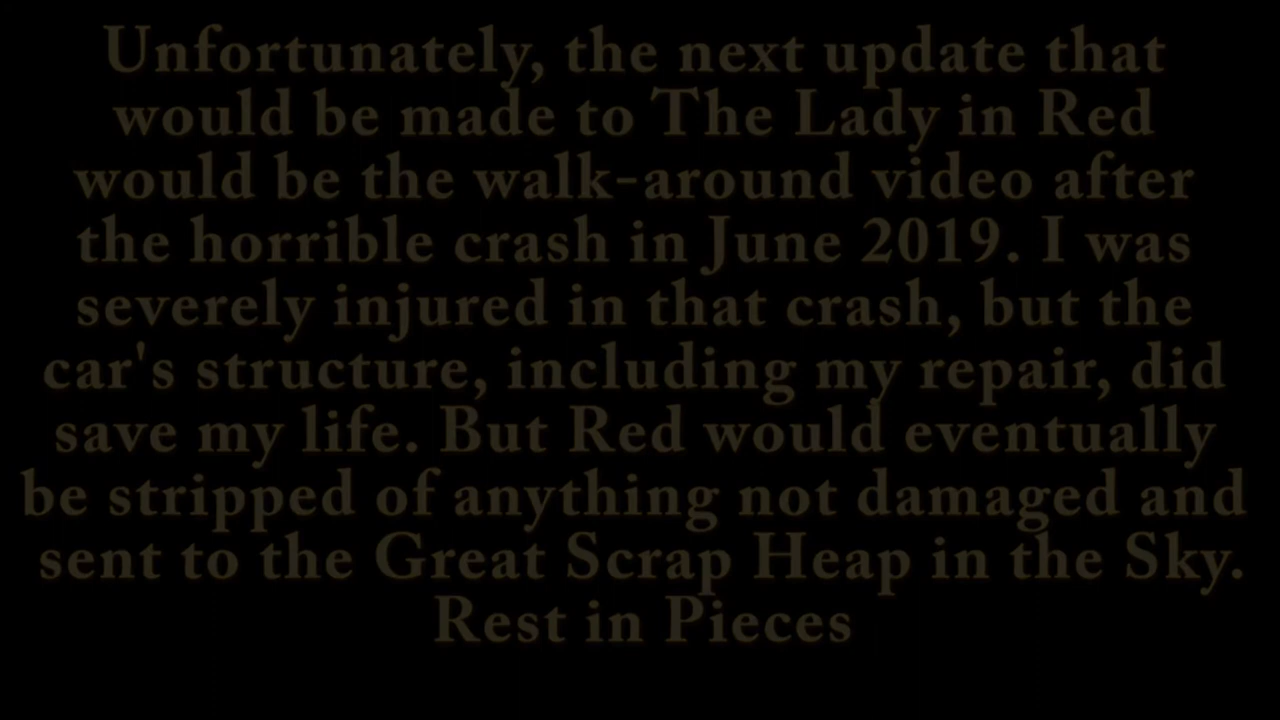 Unfortunately, the next update that
would be made to The Lady in Red
would be the walk-around video after
the horrible crash in June 2019. I was
severely injured in that crash, but the
car's structure, including my repair, did
save my life. But Red would eventually
be stripped of anything not damaged and
sent to the Great Scrap Heap in the Sky.
Rest in Pieces